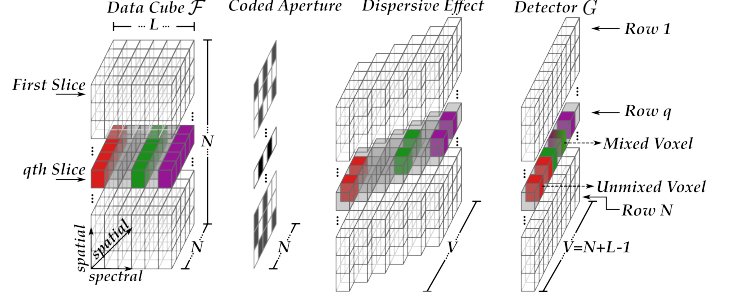 Data Cube ℱ
Coded Aperture
Dispersive Effect
Detector G
L
Row 1
First Slice
Row q
N
Mixed Voxel
qth Slice
Unmixed Voxel
Row N
spatial
spatial
spectral
N
N
V
V=N+L-1